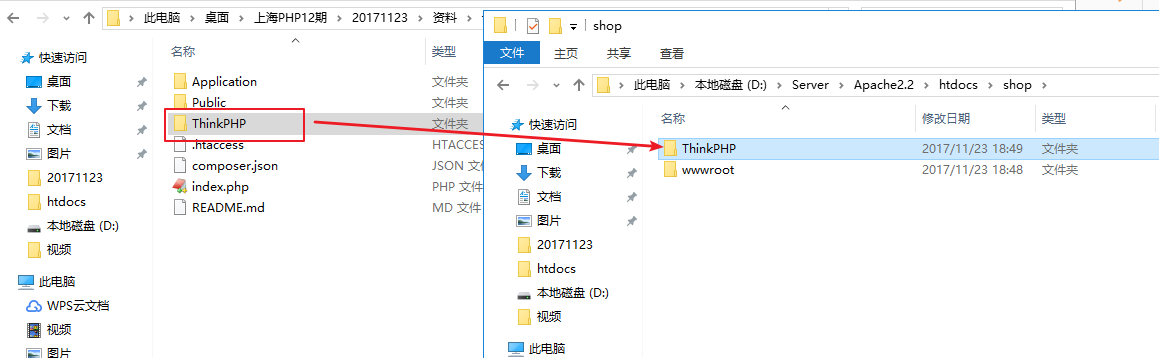 此电脑 > 桌面 > 上海PHP12期 > 20171123 > 资料 >
快速访问
桌面
下载
文档
图片
20171123
htdocs
本地磁盘 (D:)
视频
此电脑
WPS云文档
视频
图片
名称 类型
Application 文件夹
Public 文件夹
ThinkPHP 文件夹
.htaccess HTACCESS
composer.json JSON 文件
index.php PHP 文件
README.md MD 文件
shop
文件 主页 共享 查看
此电脑 > 本地磁盘 (D:) > Server > Apache2.2 > htdocs > shop >
快速访问
桌面
下载
文档
图片
20171123
htdocs
本地磁盘 (D:)
视频
此电脑
名称 修改日期 类型
ThinkPHP 2017/11/23 18:49 文件夹
wwwroot 2017/11/23 18:48 文件夹